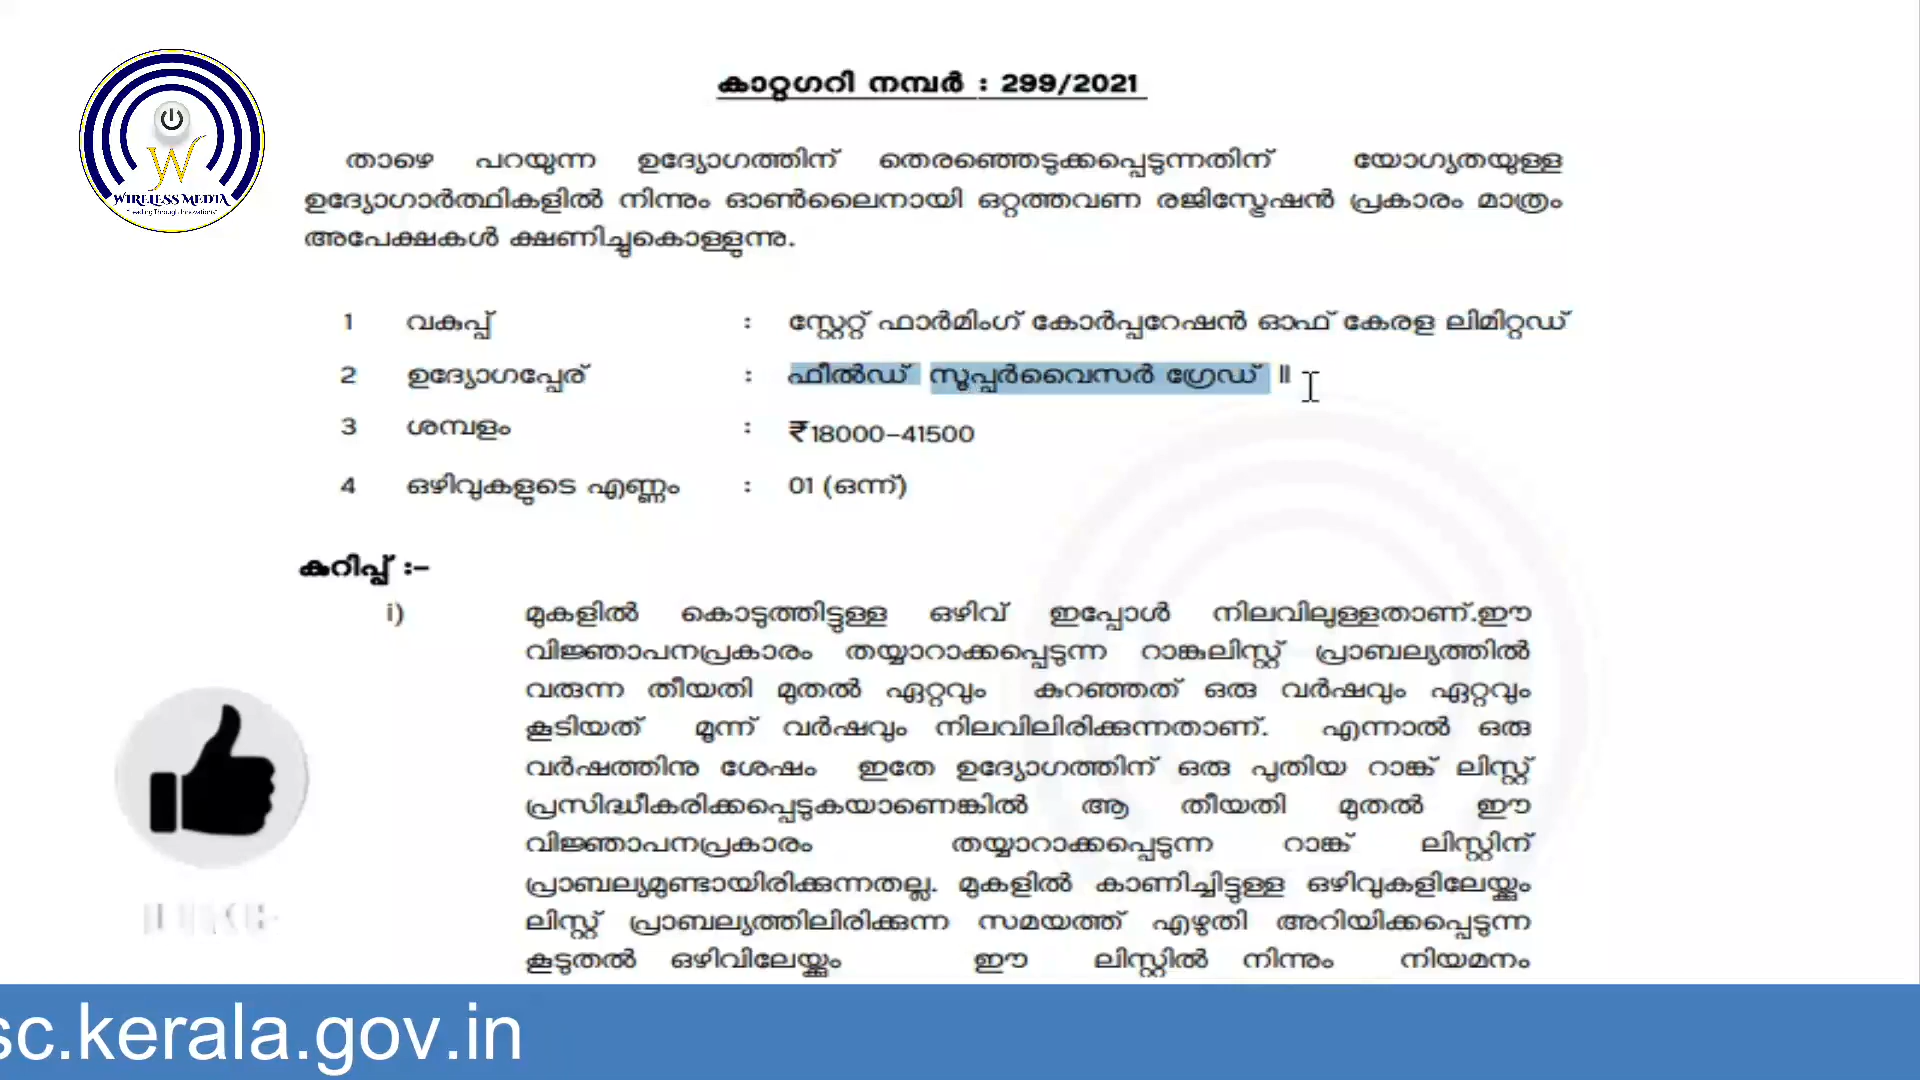 WIRELESS MEDIA
"Leading Through Innovations"
കാറ്റഗറി നമ്പർ : 299/2021
താഴെ പറയുന്ന ഉദ്യോഗത്തിന് തെരഞ്ഞെടുക്കപ്പെടുന്നതിന് യോഗ്യതയുള്ള
ഉദ്യോഗാർത്ഥികളിൽ നിന്നും ഓൺലൈനായി ഒറ്റത്തവണ രജിസ്ട്രേഷൻ പ്രകാരം മാത്രം
അപേക്ഷകൾ ക്ഷണിച്ചുകൊള്ളുന്നു.
1 വകുപ്പ് : സ്റ്റേറ്റ് ഫാർമിംഗ് കോർപ്പറേഷൻ ഓഫ് കേരള ലിമിറ്റഡ്
2 ഉദ്യോഗപ്പേര് : ഫീൽഡ് സൂപ്പർവൈസർ ഗ്രേഡ് II
3 ശമ്പളം : ₹18000-41500
4 ഒഴിവുകളുടെ എണ്ണം : 01 (ഒന്ന്)
കുറിപ്പ് :-
i) മുകളിൽ കൊടുത്തിട്ടുള്ള ഒഴിവ് ഇപ്പോൾ നിലവിലുള്ളതാണ്.ഈ
വിജ്ഞാപനപ്രകാരം തയ്യാറാക്കപ്പെടുന്ന റാങ്കുലിസ്റ്റ് പ്രാബല്യത്തിൽ
വരുന്ന തീയതി മുതൽ ഏറ്റവും കുറഞ്ഞത് ഒരു വർഷവും ഏറ്റവും
കൂടിയത് മൂന്ന് വർഷവും നിലവിലിരിക്കുന്നതാണ്. എന്നാൽ ഒരു
വർഷത്തിനു ശേഷം ഇതേ ഉദ്യോഗത്തിന് ഒരു പുതിയ റാങ്ക് ലിസ്റ്റ്
പ്രസിദ്ധീകരിക്കപ്പെടുകയാണെങ്കിൽ ആ തീയതി മുതൽ ഈ
വിജ്ഞാപനപ്രകാരം തയ്യാറാക്കപ്പെടുന്ന റാങ്ക് ലിസ്റ്റിന്
പ്രാബല്യമുണ്ടായിരിക്കുന്നതല്ല. മുകളിൽ കാണിച്ചിട്ടുള്ള ഒഴിവുകളിലേയ്ക്കും
ലിസ്റ്റ് പ്രാബല്യത്തിലിരിക്കുന്ന സമയത്ത് എഴുതി അറിയിക്കപ്പെടുന്ന
കൂടുതൽ ഒഴിവിലേയ്ക്കും ഈ ലിസ്റ്റിൽ നിന്നും നിയമനം
sc.kerala.gov.in